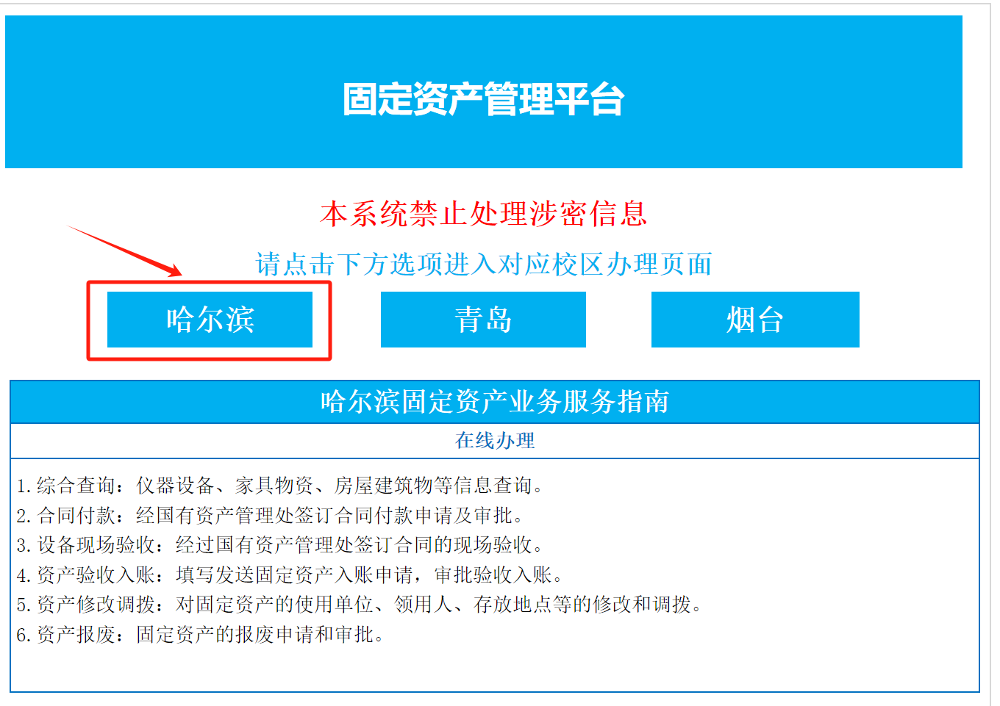 固定资产管理平台
本系统禁止处理涉密信息
请点击下方选项进入对应校区办理页面
哈尔滨
青岛
烟台
哈尔滨固定资产业务服务指南
在线办理
1.综合查询：仪器设备、家具物资、房屋建筑物等信息查询。
2.合同付款：经国有资产管理处签订合同付款申请及审批。
3.设备现场验收：经过国有资产管理处签订合同的现场验收。
4.资产验收入账：填写发送固定资产入账申请，审批验收入账。
5.资产修改调拨：对固定资产的使用单位、领用人、存放地点等的修改和调拨。
6.资产报废：固定资产的报废申请和审批。